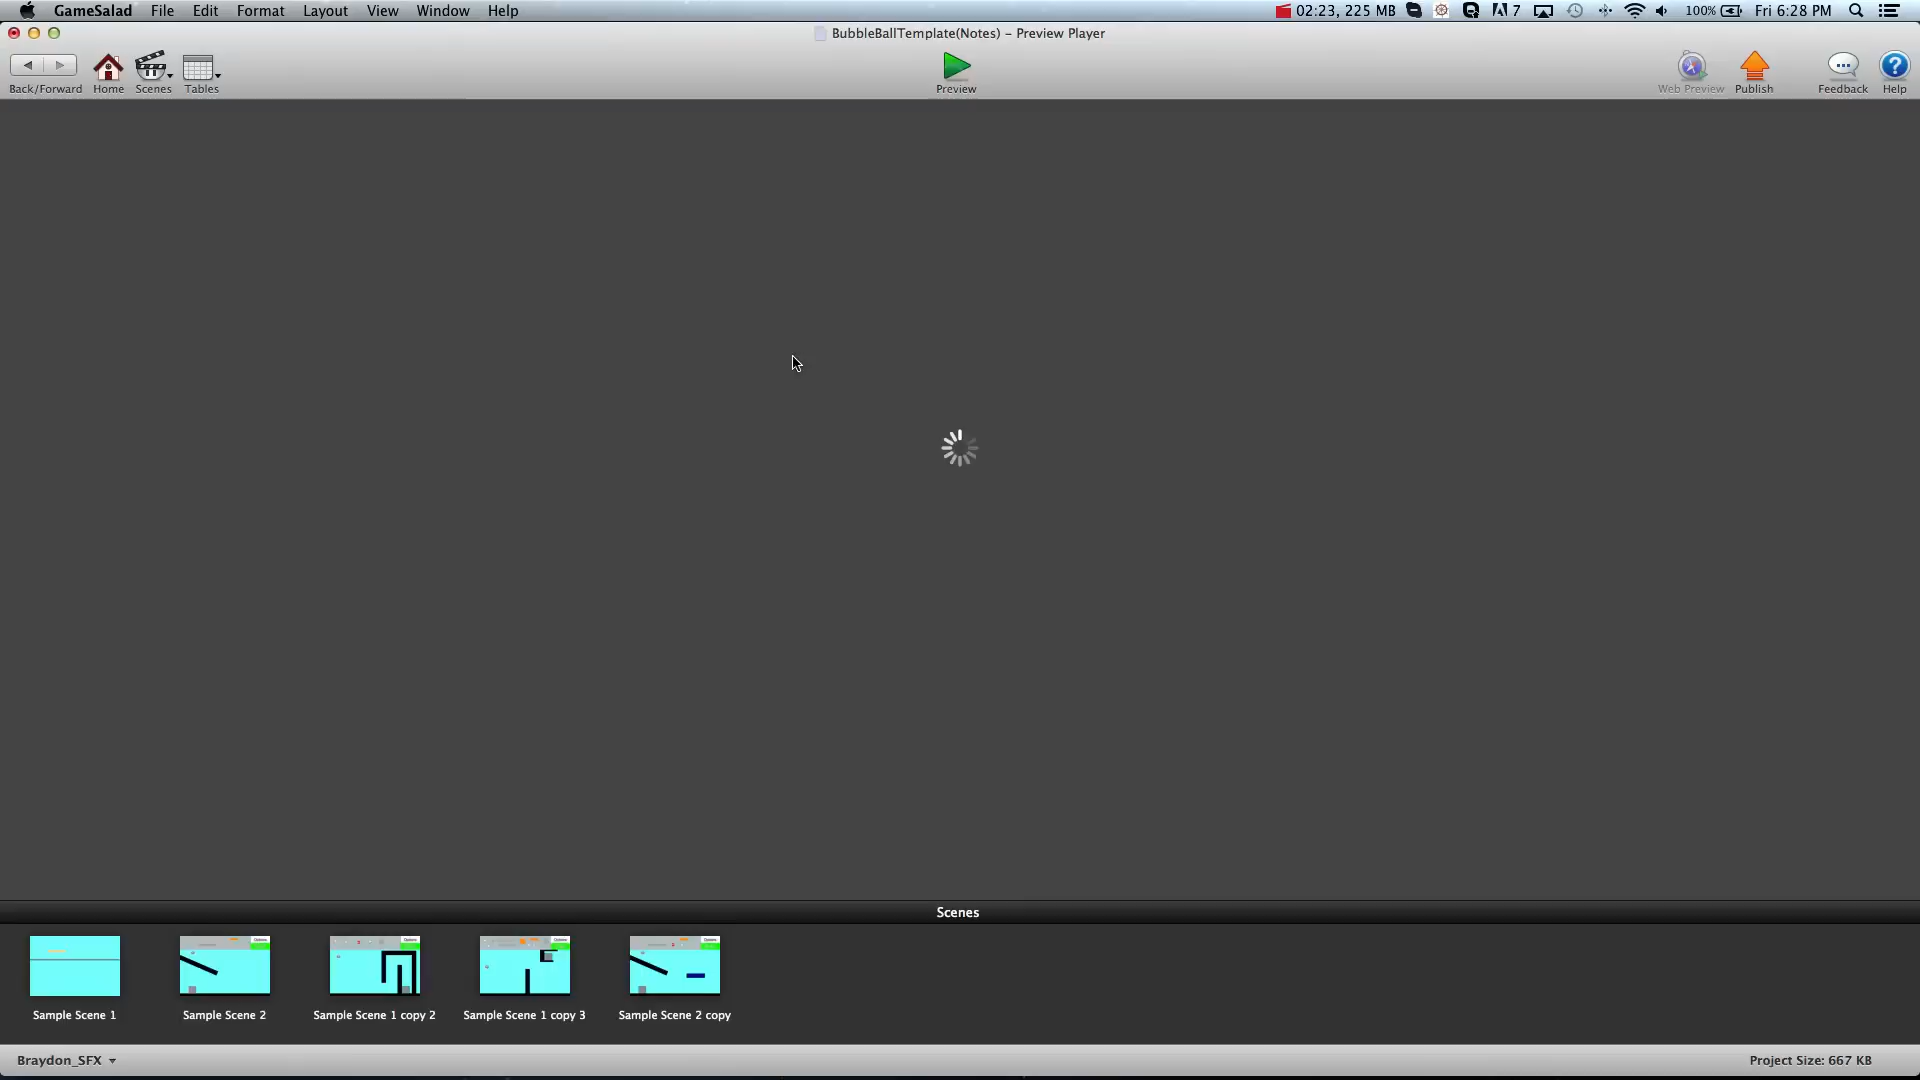 GameSalad File Edit Format Layout View Window Help 02:23, 225 MB 7 100% Fri 6:28 PM
BubbleBallTemplate(Notes) – Preview Player
Back/Forward Home Scenes Tables Preview Web Preview Publish Feedback Help
Scenes
Sample Scene 1 Sample Scene 2 Sample Scene 1 copy 2 Sample Scene 1 copy 3 Sample Scene 2 copy
Braydon_SFX Project Size: 667 KB